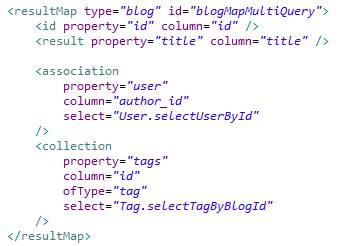 <resultMap type="blog" id="blogMapMultiQuery">
<id property="id" column="id" />
<result property="title" column="title" />
<association
property="user"
column="author_id"
select="User.selectUserById"
/>
<collection
property="tags"
column="id"
ofType="tag"
select="Tag.selectTagByBlogId"
/>
</resultMap>